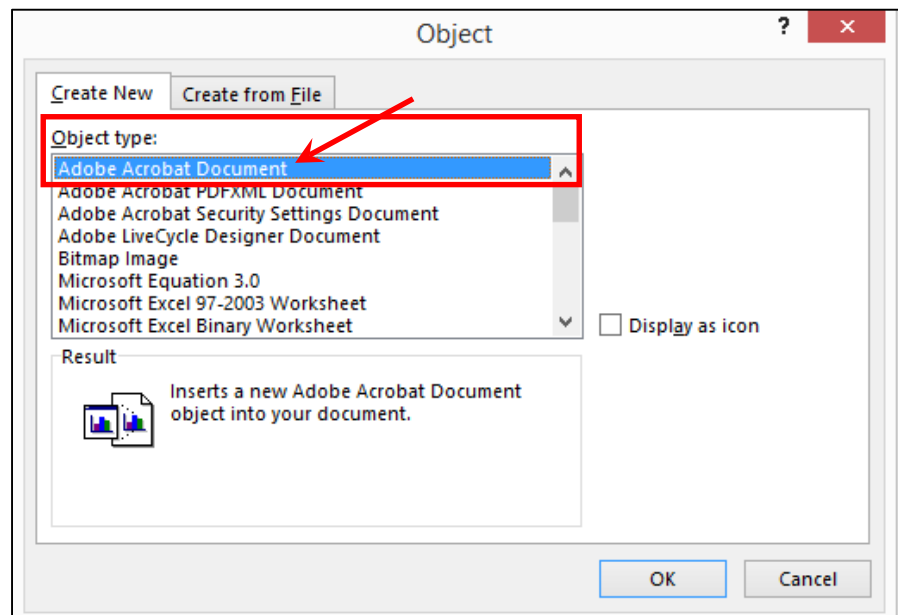 Object
?
Create New
Create from File
Object type:
Adobe Acrobat Document
Adobe Acrobat PDFXML Document
Adobe Acrobat Security Settings Document
Adobe LiveCycle Designer Document
Bitmap Image
Microsoft Equation 3.0
Microsoft Excel 97-2003 Worksheet
Microsoft Excel Binary Worksheet
Display as icon
Result
Inserts a new Adobe Acrobat Document
object into your document.
OK
Cancel